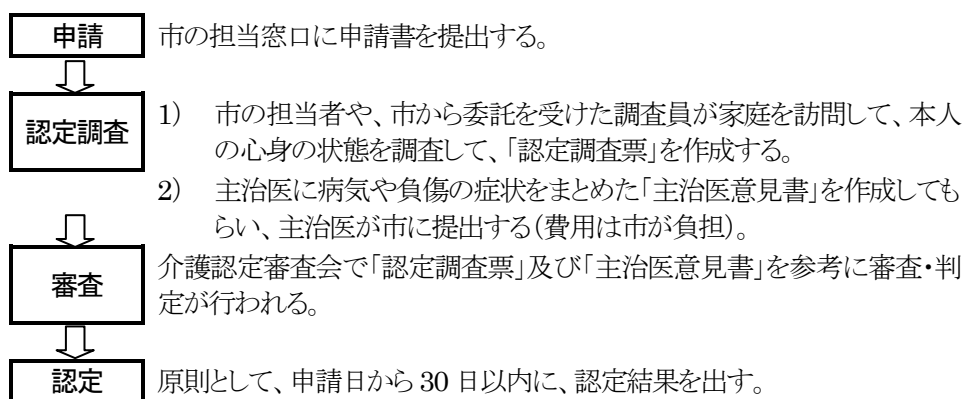 申請 市の担当窓口に申請書を提出する。
認定調査
1) 市の担当者や、市から委託を受けた調査員が家庭を訪問して、本人
の心身の状態を調査して、「認定調査票」を作成する。
2) 主治医に病気や負傷の症状をまとめた「主治医意見書」を作成しても
らい、主治医が市に提出する(費用は市が負担)。
審査
介護認定審査会で「認定調査票」及び「主治医意見書」を参考に審査・判
定が行われる。
認定 原則として、申請日から 30 日以内に、認定結果を出す。